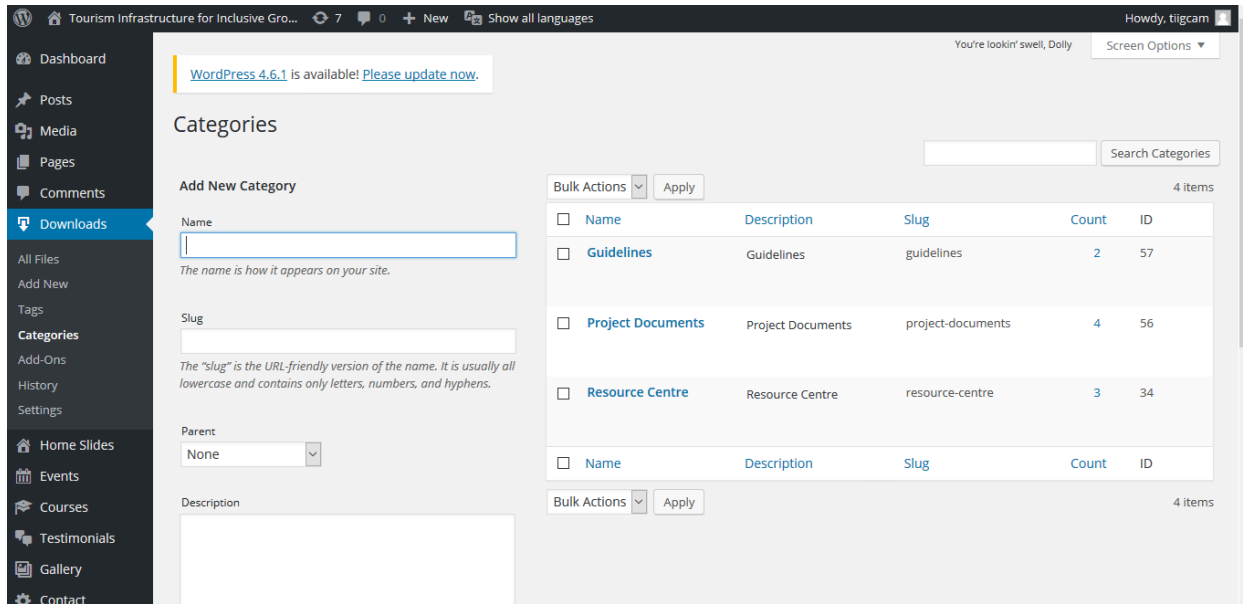 Tourism Infrastructure for Inclusive Gro... 7 0 New Show all languages Howdy, tiigcam
Dashboard
Posts
Media
Pages
Comments
Downloads
All Files
Add New
Tags
Categories
Add-Ons
History
Settings
Home Slides
Events
Courses
Testimonials
Gallery
Contact
You're lookin' swell, Dolly Screen Options ▼
WordPress 4.6.1 is available! Please update now.
Categories
Search Categories
Add New Category
Name
The name is how it appears on your site.
Slug
The “slug” is the URL-friendly version of the name. It is usually all
lowercase and contains only letters, numbers, and hyphens.
Parent
None
Description
Bulk Actions Apply 4 items
Name Description Slug Count ID
Guidelines Guidelines guidelines 2 57
Project Documents Project Documents project-documents 4 56
Resource Centre Resource Centre resource-centre 3 34
Name Description Slug Count ID
Bulk Actions Apply 4 items